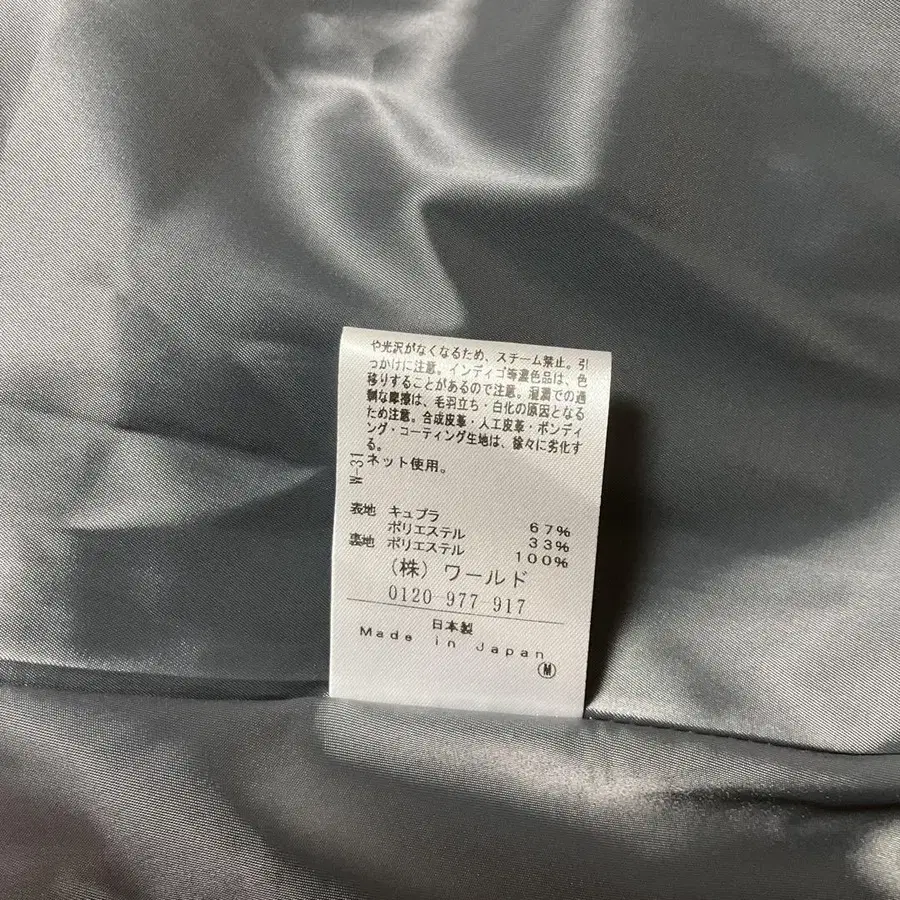 や光沢がなくなるため、スチーム禁止。引
っかけに注意。インディゴ等濃色品は、色
移りすることがあるので注意。湿潤での過
剰な摩擦は、毛羽立ち・白化の原因となる
ため注意。合成皮革・人工皮革・ボンディ
ング・コーティング生地は、徐々に劣化す
る。
ネット使用。
W-31
表地 キュプラ 67%
ポリエステル 33%
裏地 ポリエステル 100%
(株)ワールド
0120-977-917
日本製
Made in Japan
Ⓜ